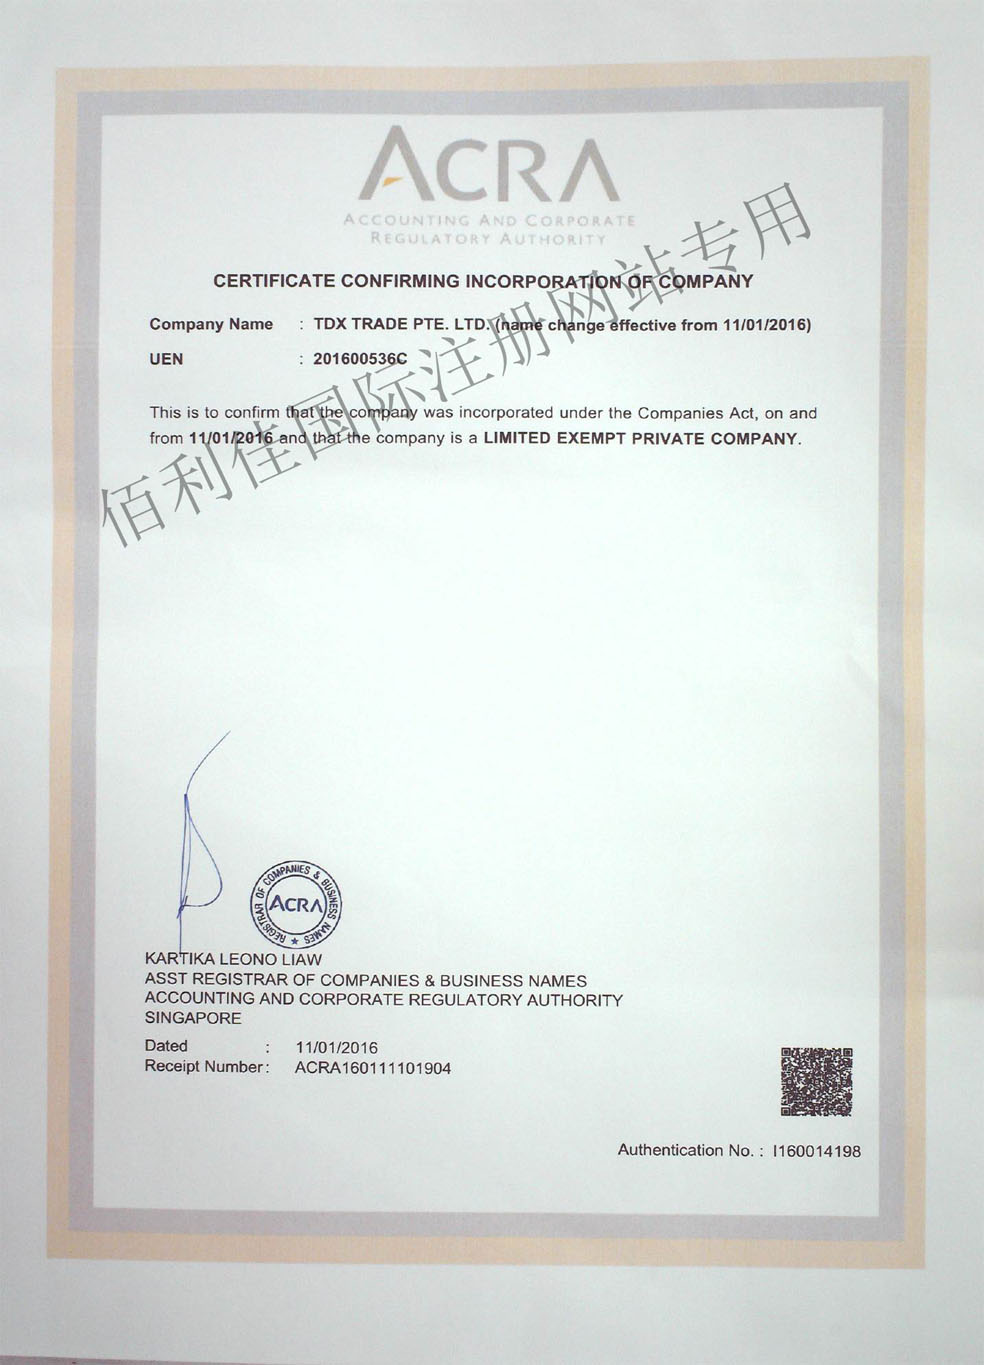 ACRA
ACCOUNTING AND CORPORATE
REGULATORY AUTHORITY
CERTIFICATE CONFIRMING INCORPORATION OF COMPANY
Company Name : TDX TRADE PTE. LTD. (name change effective from 11/01/2016)
UEN : 201600536C
This is to confirm that the company was incorporated under the Companies Act, on and
from 11/01/2016 and that the company is a LIMITED EXEMPT PRIVATE COMPANY.
佰利佳国际注册网站专用
REGISTRAR OF COMPANIES & BUSINESS NAMES
ACRA
KARTIKA LEONO LIAW
ASST REGISTRAR OF COMPANIES & BUSINESS NAMES
ACCOUNTING AND CORPORATE REGULATORY AUTHORITY
SINGAPORE
Dated : 11/01/2016
Receipt Number : ACRA160111101904
Authentication No. : I160014198